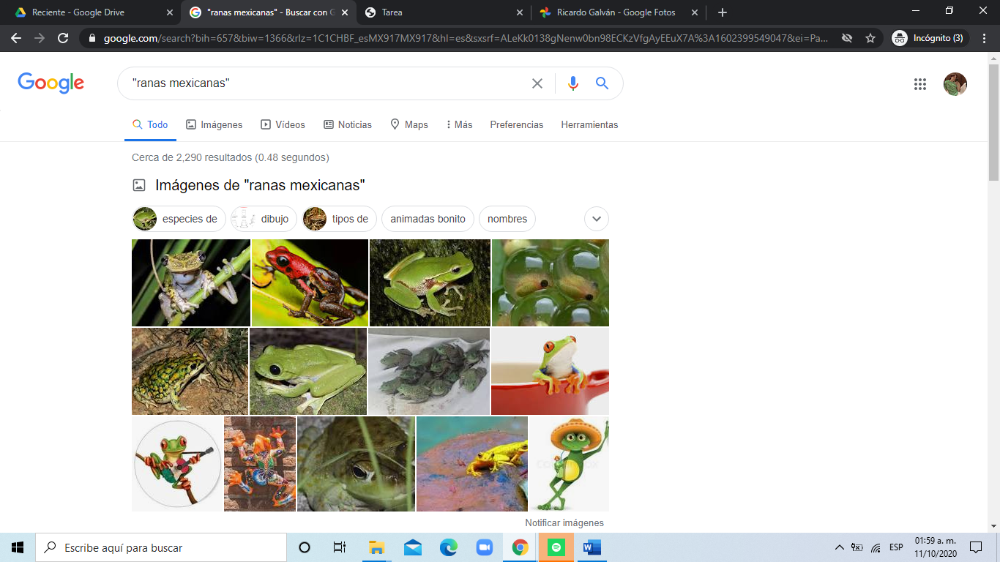 Reciente - Google Drive
"ranas mexicanas" - Buscar con G
Tarea
Ricardo Galván - Google Fotos
google.com/search?bih=657&biw=1366&rlz=1C1CHBF_esMX917MX917&hl=es&sxsrf=ALeKk0138gNenw0bn98ECKzVfgAyEEuX7A%3A1602399549047&ei=Pa...
Incógnito (3)
Google
"ranas mexicanas"
Todo
Imágenes
Vídeos
Noticias
Maps
Más
Preferencias
Herramientas
Cerca de 2,290 resultados (0.48 segundos)
Imágenes de "ranas mexicanas"
especies de
dibujo
tipos de
animadas bonito
nombres
Notificar imágenes
Escribe aquí para buscar
ESP
01:59 a. m.
11/10/2020